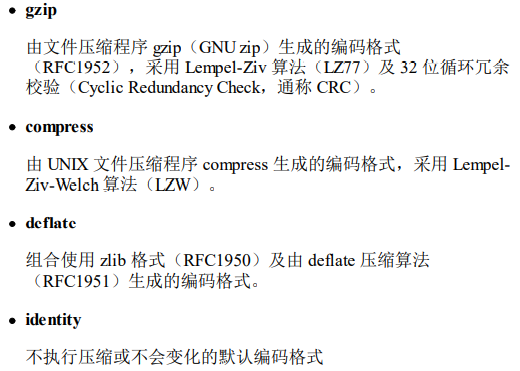 • gzip
由文件压缩程序 gzip（GNU zip）生成的编码格式
（RFC1952），采用 Lempel-Ziv 算法（LZ77）及 32 位循环冗余
校验（Cyclic Redundancy Check，通称 CRC）。
• compress
由 UNIX 文件压缩程序 compress 生成的编码格式，采用 Lempel-
Ziv-Welch 算法（LZW）。
• deflate
组合使用 zlib 格式（RFC1950）及由 deflate 压缩算法
（RFC1951）生成的编码格式。
• identity
不执行压缩或不会变化的默认编码格式